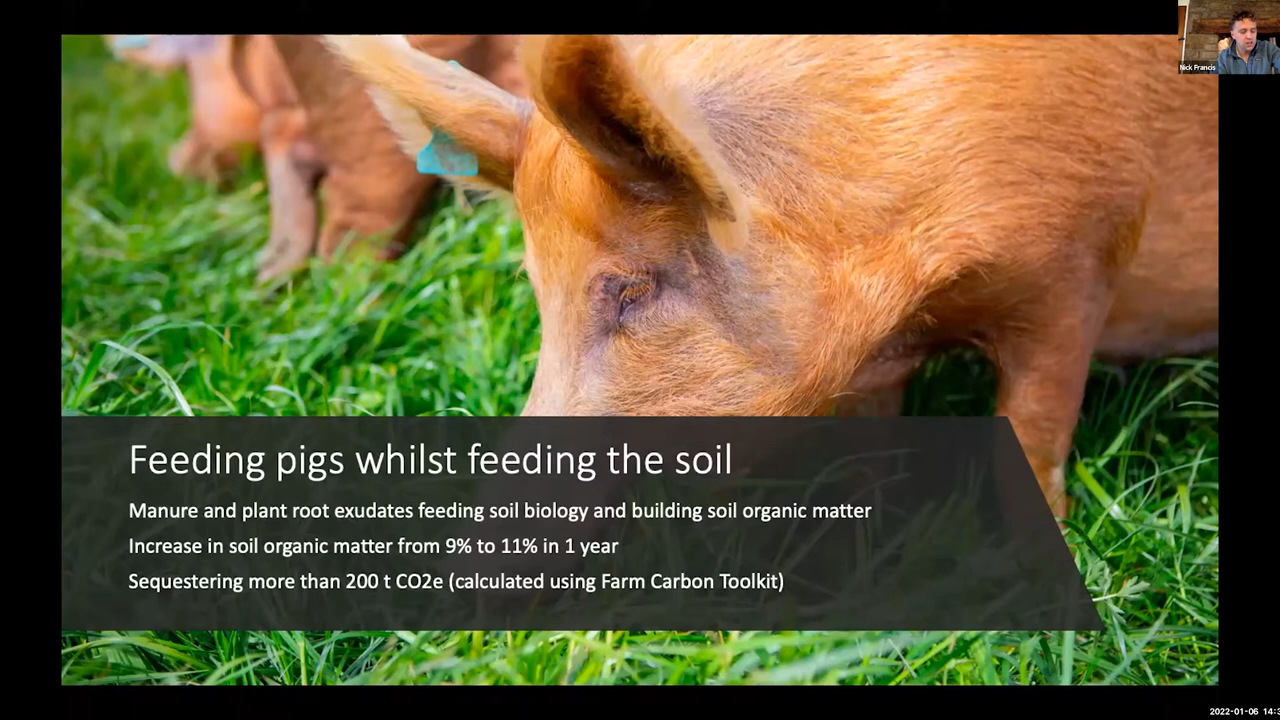 Nick Francis
Feeding pigs whilst feeding the soil
Manure and plant root exudates feeding soil biology and building soil organic matter
Increase in soil organic matter from 9% to 11% in 1 year
Sequestering more than 200 t CO2e (calculated using Farm Carbon Toolkit)
2022-01-06 14:3